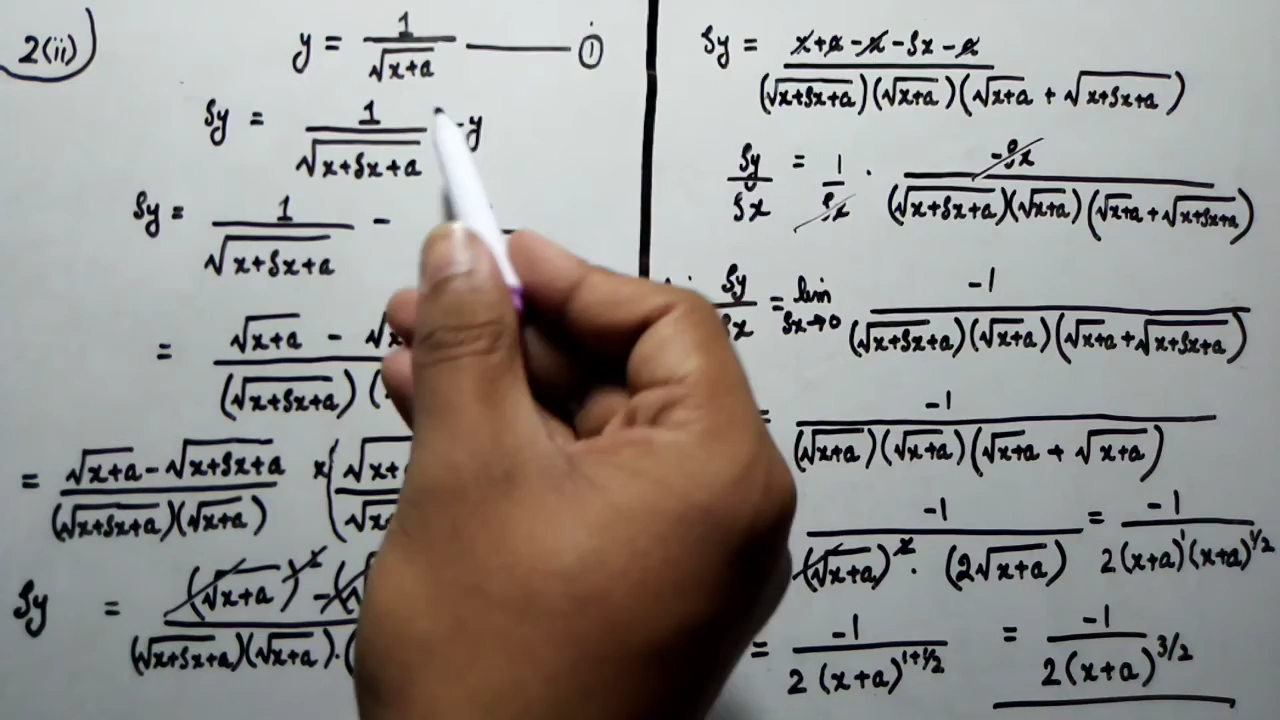 2(ii)
y = 1/√(x+a) ——— ①
δy = 1/√(x+δx+a) - y
δy = 1/√(x+δx+a) -
= (√(x+a) - √x)/((√(x+δx+a))(
= (√(x+a) - √(x+δx+a))/((√(x+δx+a))(√(x+a))) × (√(x+
δy = ((√(x+a))² - (√)/((√(x+δx+a))(√(x+a))·(
δy = (x+a-x-δx-a)/((√(x+δx+a))(√(x+a))(√(x+a) + √(x+δx+a)))
δy/δx = 1/δx · -δx/((√(x+δx+a))(√(x+a))(√(x+a) + √(x+δx+a)))
δy/δx = lim δx→0 -1/((√(x+δx+a))(√(x+a))(√(x+a) + √(x+δx+a)))
= -1/((√(x+a))(√(x+a))(√(x+a) + √(x+a)))
-1/((√(x+a))²·(2√(x+a))) = -1/(2(x+a)^1(x+a)^1/2)
= -1/(2(x+a)^1+1/2) = -1/(2(x+a)^3/2)